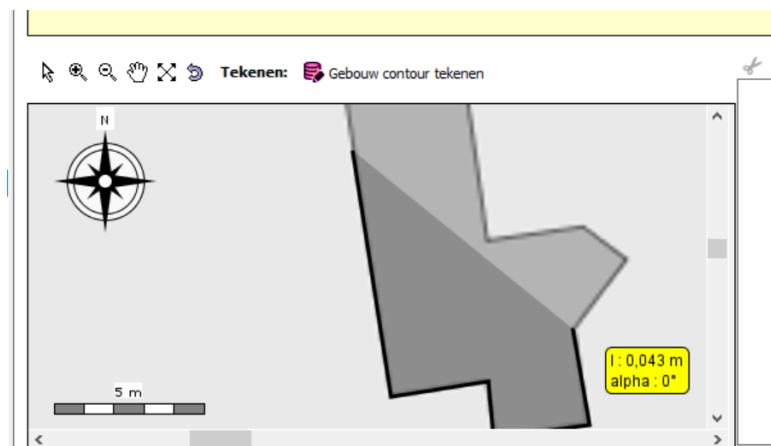 Tekenen: Gebouw contour tekenen
N
l : 0,043 m
alpha : 0°
5 m